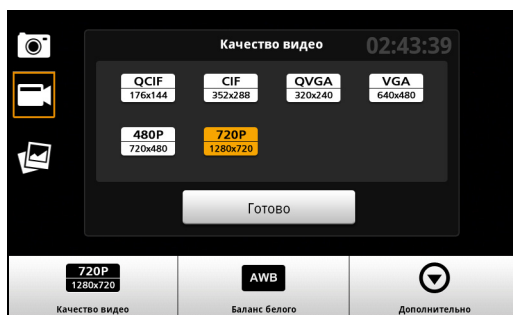 Качество видео
02:43:39
QCIF
176x144
CIF
352x288
QVGA
320x240
VGA
640x480
480P
720x480
720P
1280x720
Готово
720P
1280x720
Качество видео
AWB
Баланс белого
Дополнительно